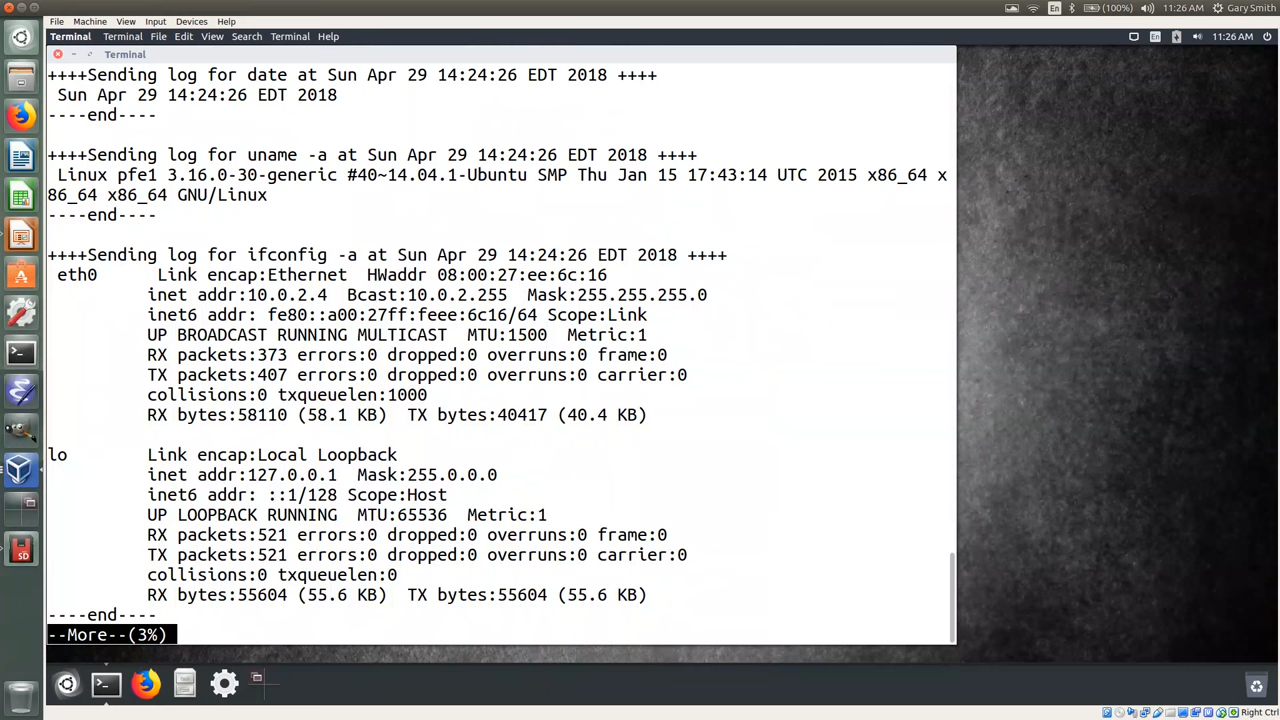 En
(100%)
11:26 AM
Gary Smith
File Machine View Input Devices Help
Terminal Terminal File Edit View Search Terminal Help
En
11:26 AM
Terminal
++++Sending log for date at Sun Apr 29 14:24:26 EDT 2018 ++++
Sun Apr 29 14:24:26 EDT 2018
----end----
++++Sending log for uname -a at Sun Apr 29 14:24:26 EDT 2018 ++++
Linux pfe1 3.16.0-30-generic #40~14.04.1-Ubuntu SMP Thu Jan 15 17:43:14 UTC 2015 x86_64 x
86_64 x86_64 GNU/Linux
----end----
++++Sending log for ifconfig -a at Sun Apr 29 14:24:26 EDT 2018 ++++
eth0 Link encap:Ethernet HWaddr 08:00:27:ee:6c:16
inet addr:10.0.2.4 Bcast:10.0.2.255 Mask:255.255.255.0
inet6 addr: fe80::a00:27ff:feee:6c16/64 Scope:Link
UP BROADCAST RUNNING MULTICAST MTU:1500 Metric:1
RX packets:373 errors:0 dropped:0 overruns:0 frame:0
TX packets:407 errors:0 dropped:0 overruns:0 carrier:0
collisions:0 txqueuelen:1000
RX bytes:58110 (58.1 KB) TX bytes:40417 (40.4 KB)
lo Link encap:Local Loopback
inet addr:127.0.0.1 Mask:255.0.0.0
inet6 addr: ::1/128 Scope:Host
UP LOOPBACK RUNNING MTU:65536 Metric:1
RX packets:521 errors:0 dropped:0 overruns:0 frame:0
TX packets:521 errors:0 dropped:0 overruns:0 carrier:0
collisions:0 txqueuelen:0
RX bytes:55604 (55.6 KB) TX bytes:55604 (55.6 KB)
----end----
--More--(3%)
SD
Right Ctrl